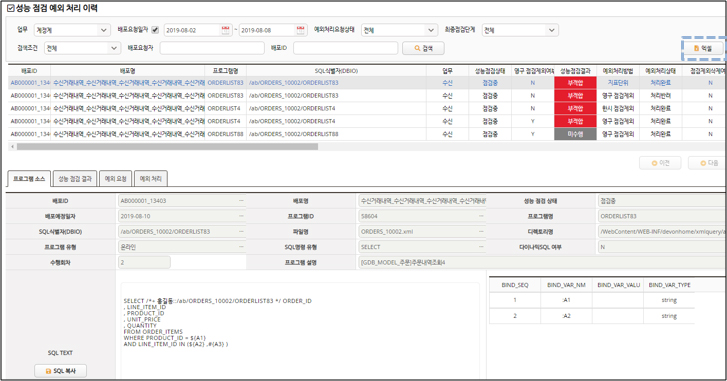 성능 점검 예외 처리 이력
업무 계정계 배포요청일자 2019-08-02 ~ 2019-08-08 예외처리요청상태 전체 최종점검단계 전체
검색조건 전체 배포요청자 배포ID 검색 엑셀
배포ID 배포명 프로그램명 SQL식별자(DBIO) 업무 성능점검상태 영구 점검제외여부 성능점검결과 예외처리방법 예외처리상태 점검제외삭제여
AB000001_1340 수신거래내역_수신거래내역_수신거래내역_수신거래 ORDERLIST83 /ab/ORDERS_10002/ORDERLIST83 수신 점검중 N 부적합 지표단위 처리완료 N
AB000001_1340 수신거래내역_수신거래내역_수신거래내역_수신거래 ORDERLIST83 /ab/ORDERS_10002/ORDERLIST83 수신 점검중 N 부적합 영구 점검제외 처리반려 N
AB000001_1340 수신거래내역_수신거래내역_수신거래내역_수신거래 ORDERLIST4 /ab/ORDERS_10002/ORDERLIST4 수신 점검중 N 부적합 한시 점검제외 처리완료 N
AB000001_1340 수신거래내역_수신거래내역_수신거래내역_수신거래 ORDERLIST4 /ab/ORDERS_10002/ORDERLIST4 수신 점검중 Y 부적합 영구 점검제외 처리완료 N
AB000001_1340 수신거래내역_수신거래내역_수신거래내역_수신거래 ORDERLIST88 /ab/ORDERS_10002/ORDERLIST88 수신 점검중 Y 미수행 영구 점검제외 처리완료 N
이전 다음
프로그램 소스 성능 점검 결과 예외 요청 예외 처리
배포ID AB000001_13403 배포명 수신거래내역_수신거래내역_수신거래내역_수신거래내 성능 점검 상태 점검중
배포예정일자 2019-08-10 프로그램ID 58604 프로그램명 ORDERLIST83
SQL식별자(DBIO) /ab/ORDERS_10002/ORDERLIST83 파일명 ORDERS_10002.xml 디렉토리명 /WebContent/WEB-INF/devonhome/xmlquery/a
프로그램 유형 온라인 SQL명령 유형 SELECT 다이나믹SQL 여부 N
수행회차 2 프로그램 설명 [GDB_MODEL_주문]주문내역조회4
SQL TEXT
SQL 복사
SELECT /*+ 홍길동::/ab/ORDERS_10002/ORDERLIST83 */ ORDER_ID
, LINE_ITEM_ID
, PRODUCT_ID
, UNIT_PRICE
, QUANTITY
FROM ORDER_ITEMS
WHERE PRODUCT_ID = ${A1}
AND LINE_ITEM_ID IN (${A2} ,#{A3} )
BIND_SEQ BIND_VAR_NM BIND_VAR_VALU BIND_VAR_TYPE
1 :A1 string
2 :A2 string